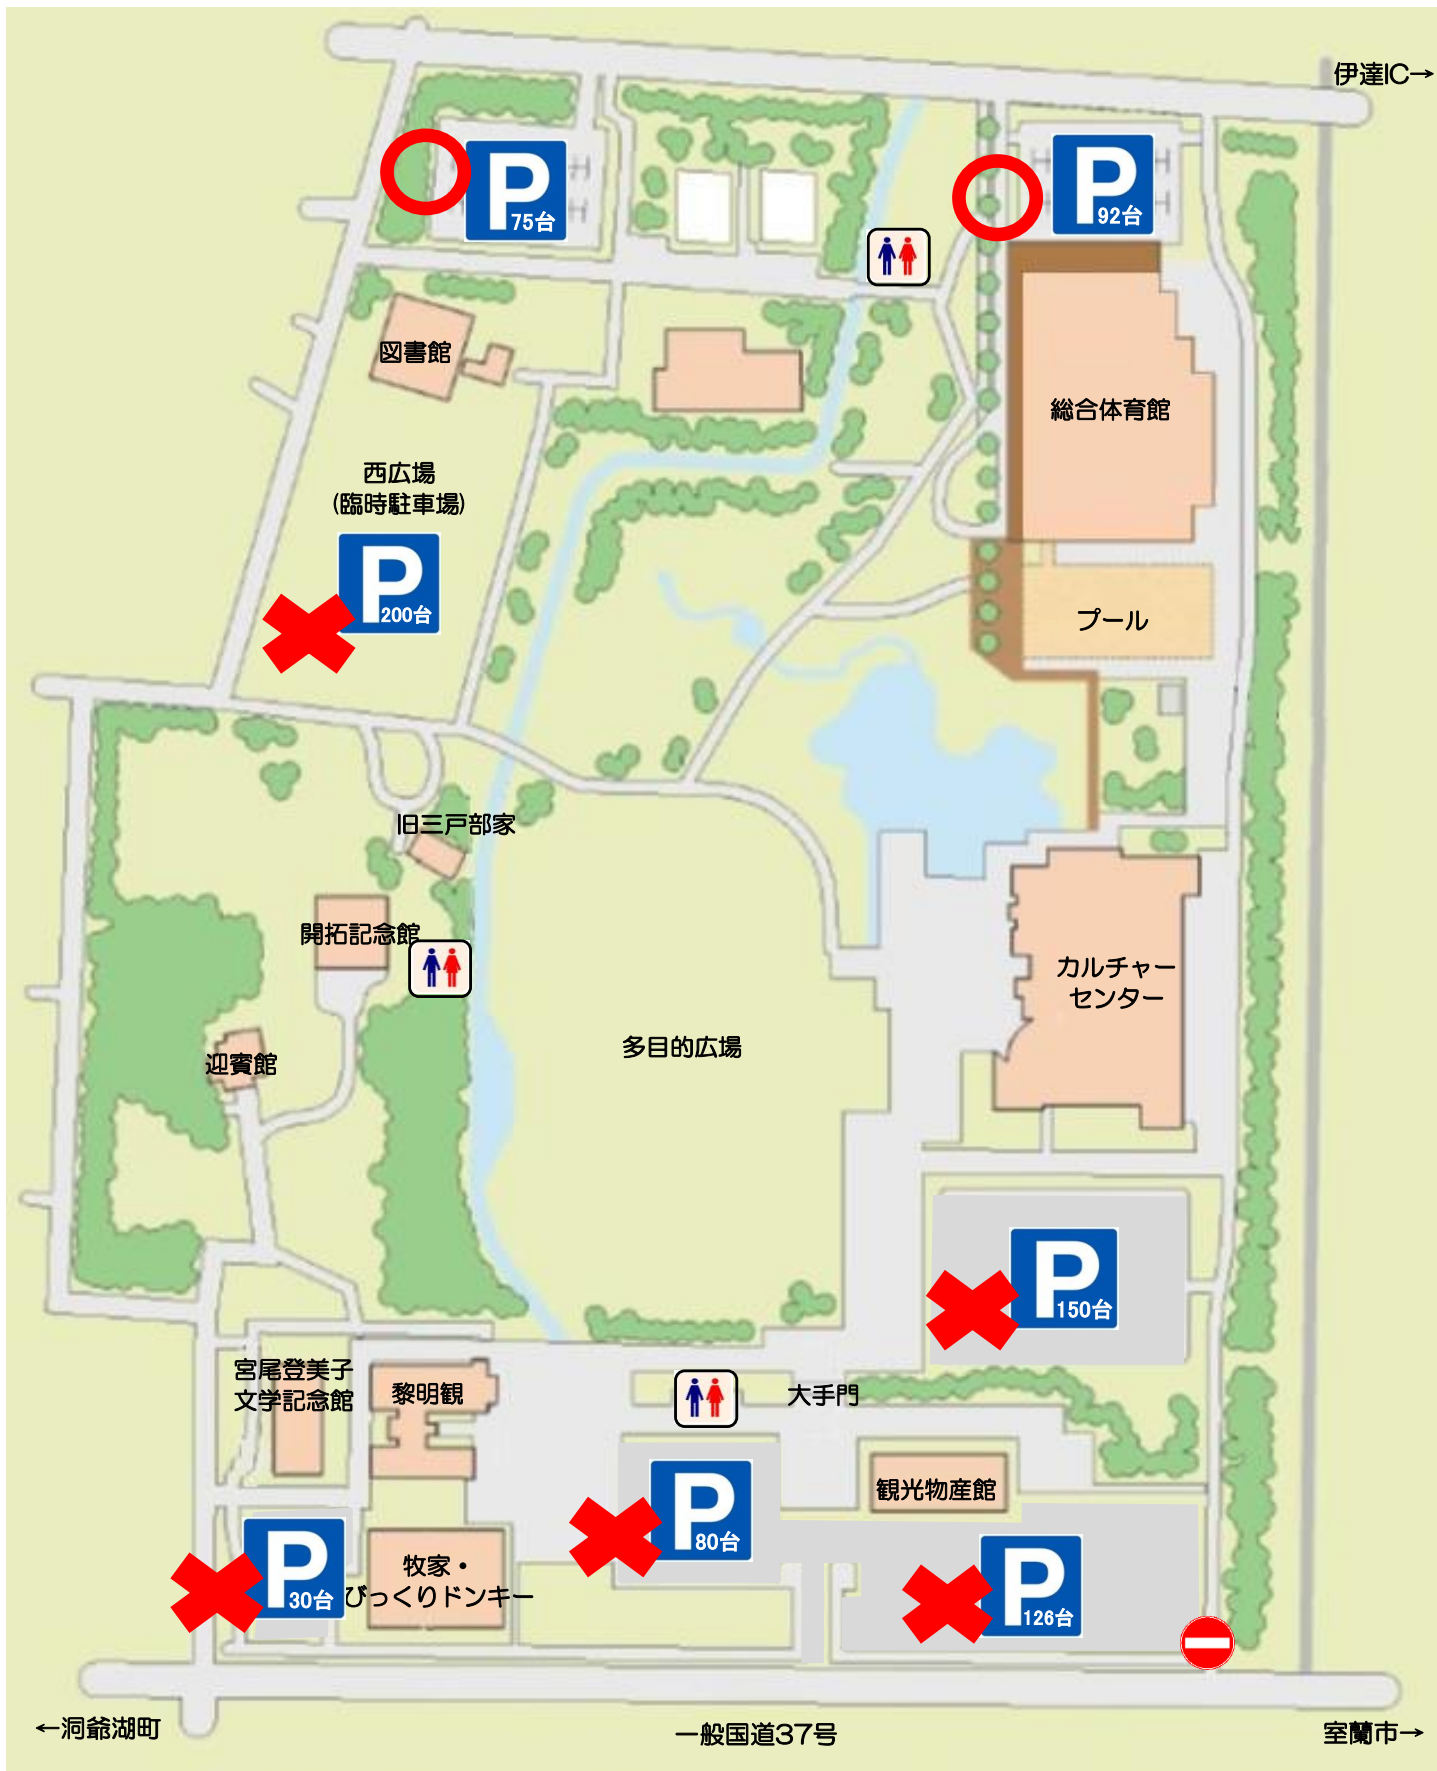 伊達IC→
P
75台
P
92台
図書館
総合体育館
西広場
(臨時駐車場)
P
200台
プール
旧三戸部家
開拓記念館
カルチャー
センター
迎賓館
多目的広場
P
150台
宮尾登美子
文学記念館
黎明観
大手門
観光物産館
P
80台
P
30台
牧家・
びっくりドンキー
P
126台
←洞爺湖町
一般国道37号
室蘭市→